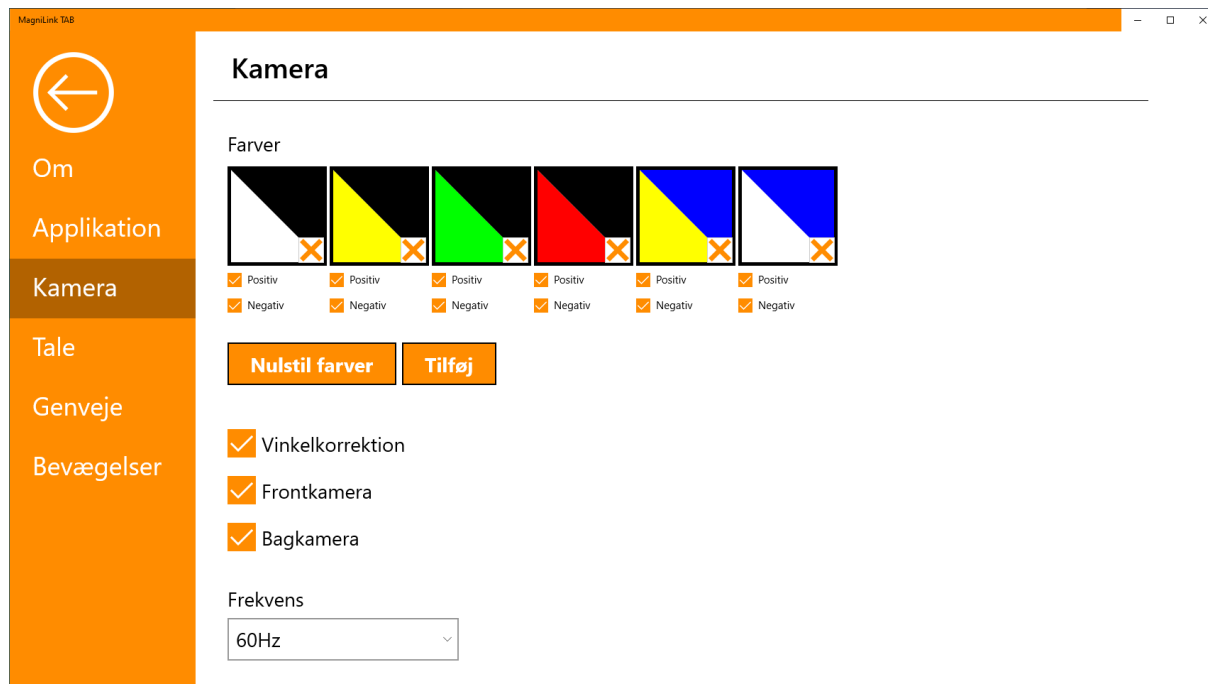 MagniLink TAB
Kamera
Om
Applikation
Kamera
Tale
Genveje
Bevægelser
Farver
Positiv Positiv Positiv Positiv Positiv Positiv
Negativ Negativ Negativ Negativ Negativ Negativ
Nulstil farver Tilføj
Vinkelkorrektion
Frontkamera
Bagkamera
Frekvens
60Hz